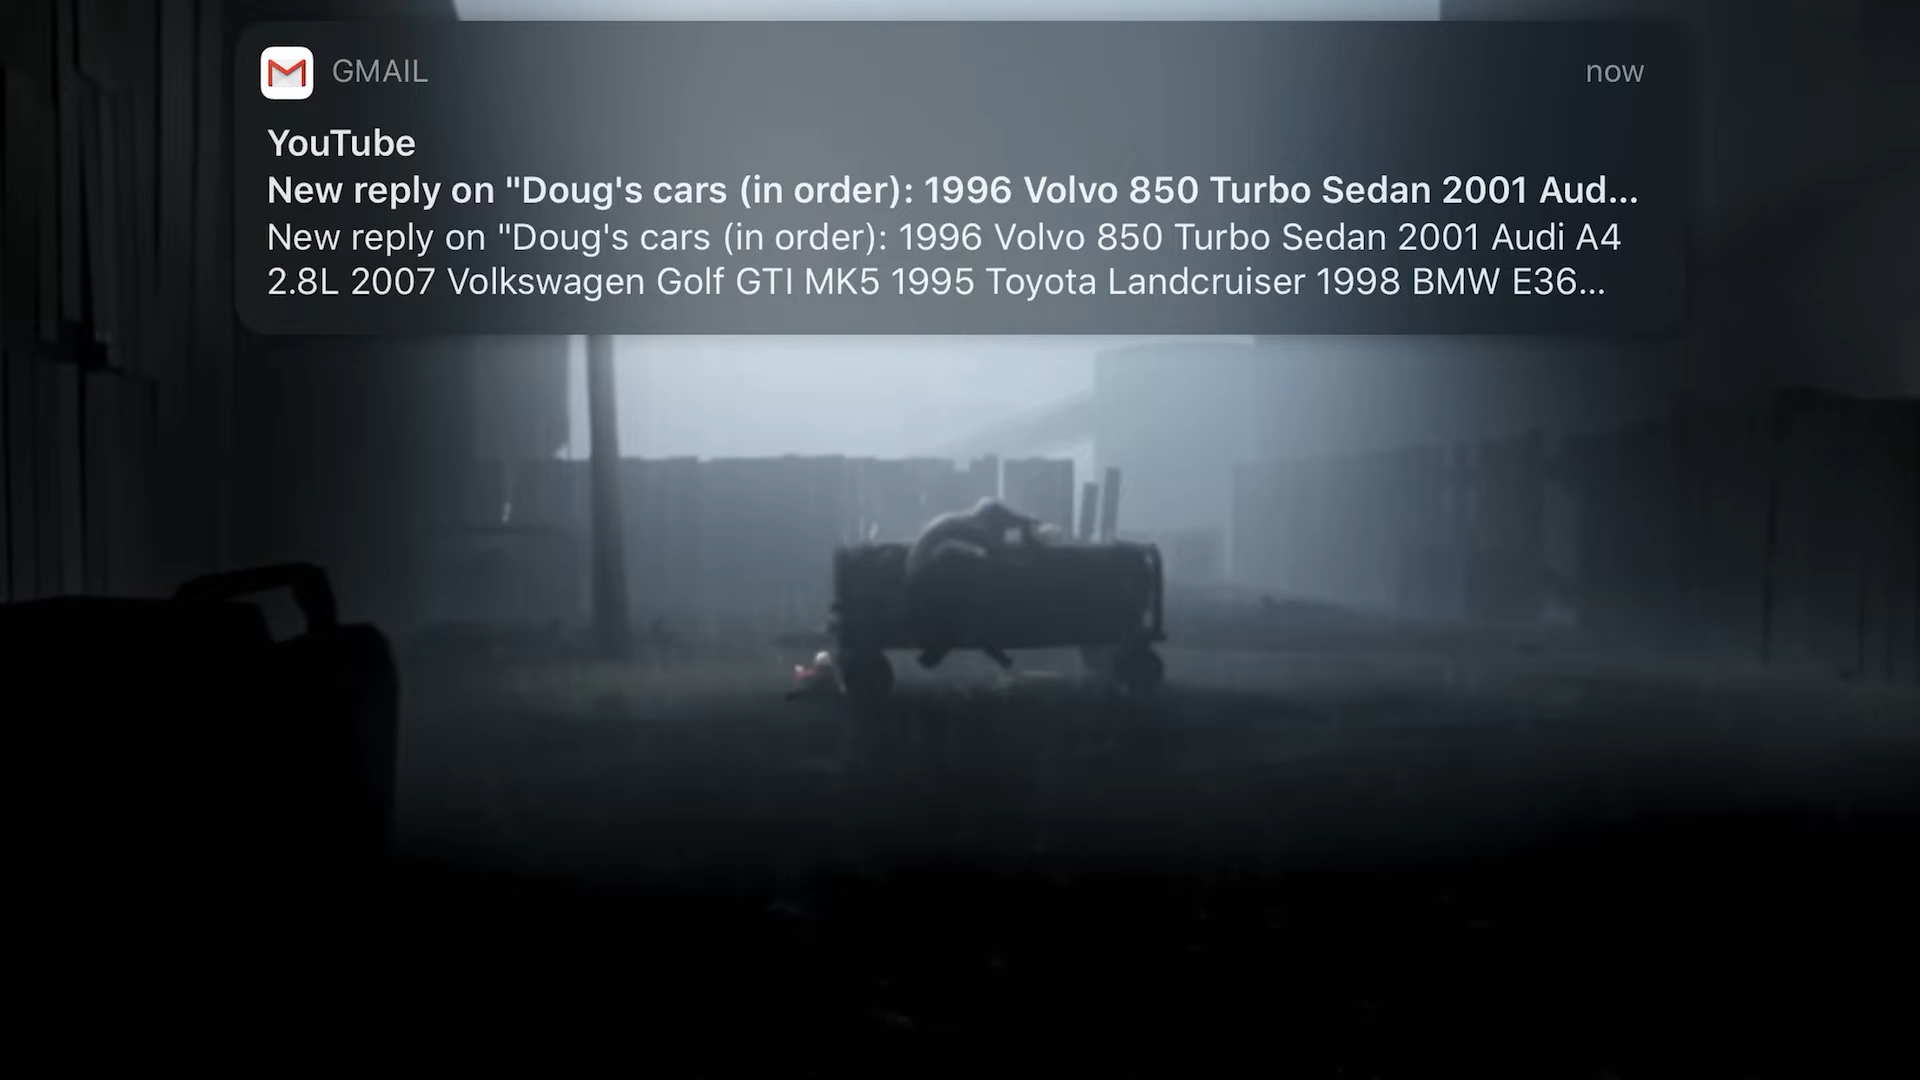 GMAIL
now
YouTube
New reply on "Doug's cars (in order): 1996 Volvo 850 Turbo Sedan 2001 Aud...
New reply on "Doug's cars (in order): 1996 Volvo 850 Turbo Sedan 2001 Audi A4
2.8L 2007 Volkswagen Golf GTI MK5 1995 Toyota Landcruiser 1998 BMW E36...